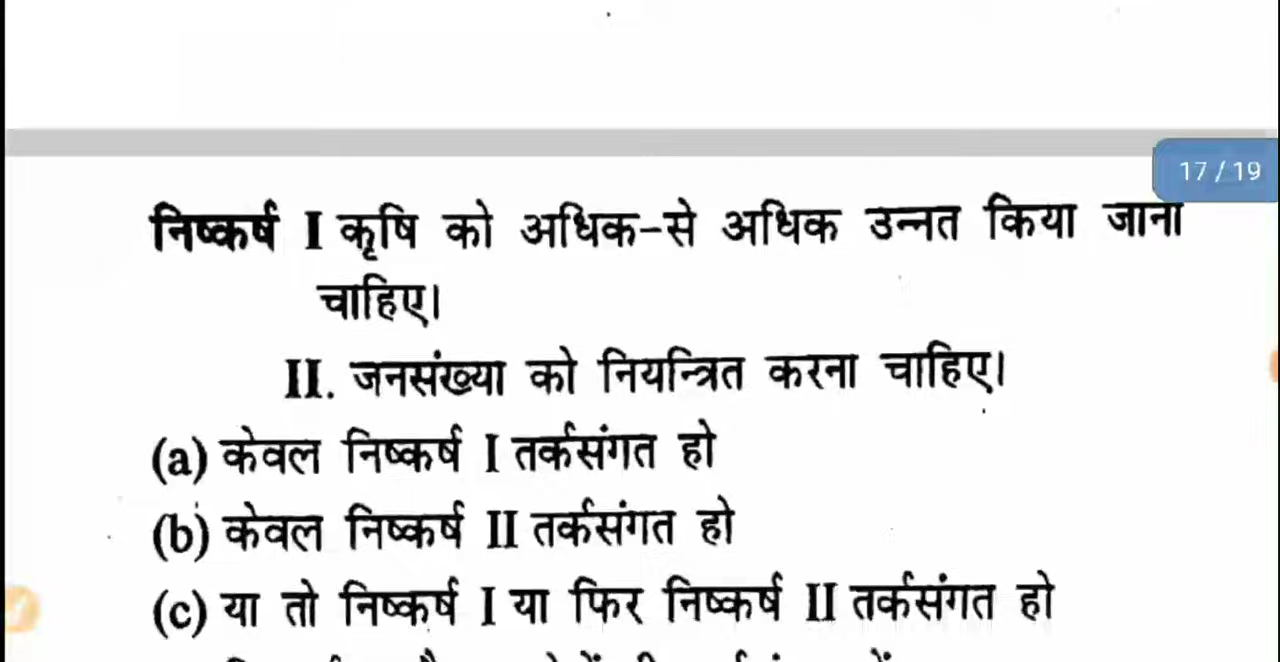 17 / 19
निष्कर्ष I कृषि को अधिक-से अधिक उन्नत किया जाना
चाहिए।
II. जनसंख्या को नियन्त्रित करना चाहिए।
(a) केवल निष्कर्ष I तर्कसंगत हो
(b) केवल निष्कर्ष II तर्कसंगत हो
(c) या तो निष्कर्ष I या फिर निष्कर्ष II तर्कसंगत हो